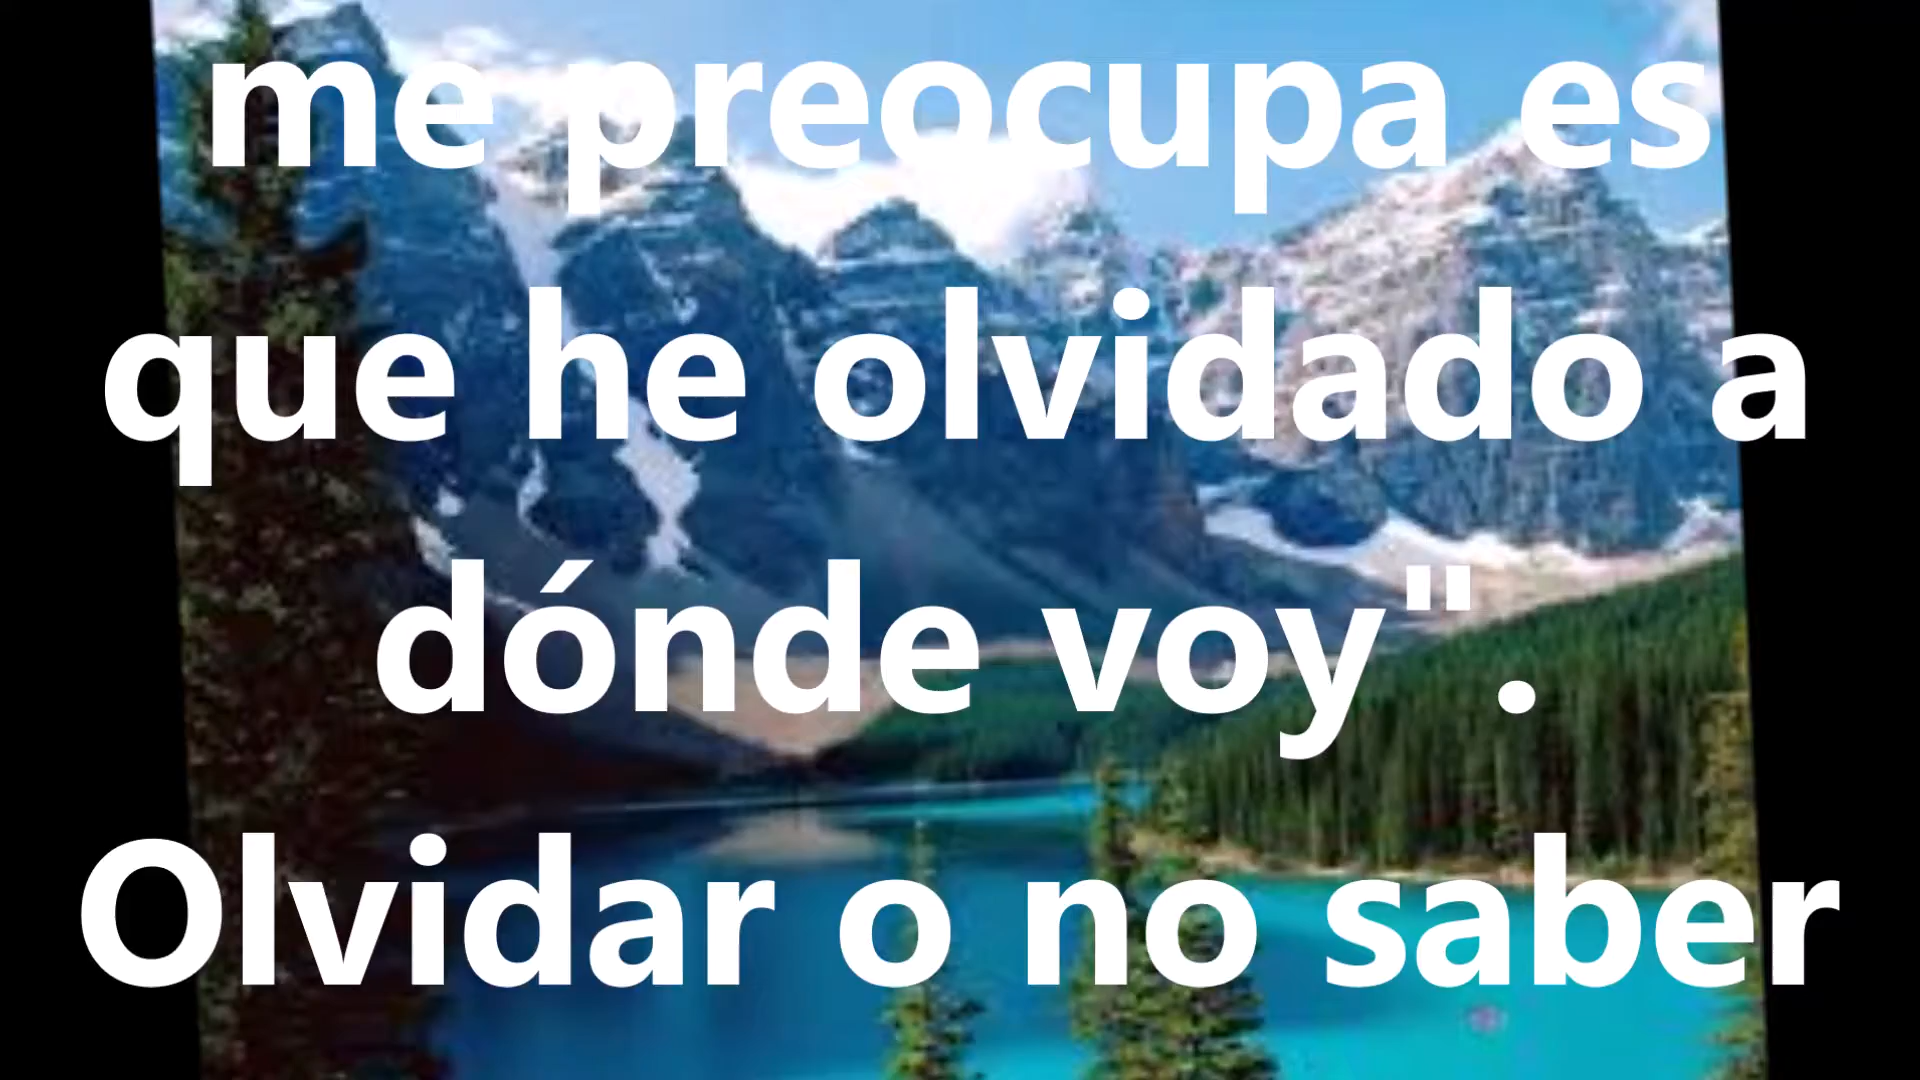 me preocupa es
que he olvidado a
dónde voy".
Olvidar o no saber